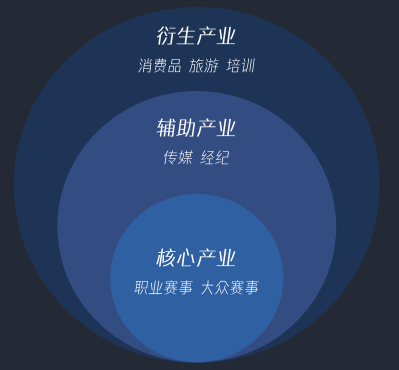 衍生产业
消费品 旅游 培训
辅助产业
传媒 经纪
核心产业
职业赛事 大众赛事